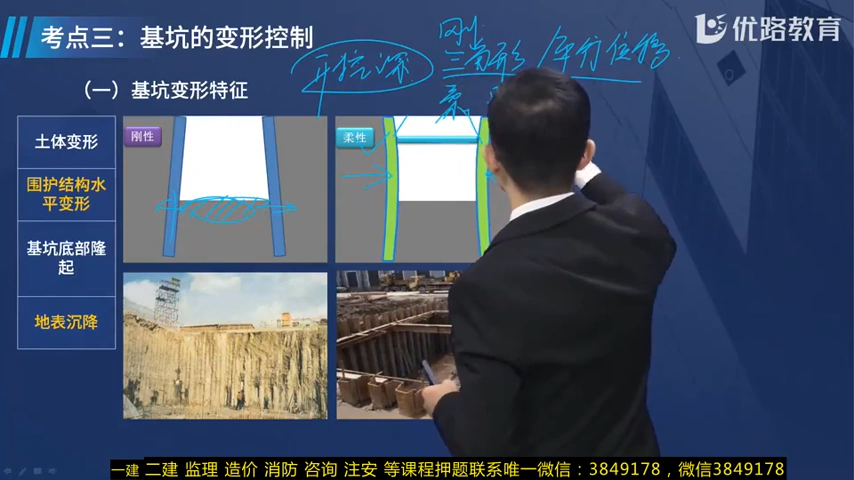 考点三：基坑的变形控制
优路教育
刚
开挖深 三角形/平行位移
柔
（一）基坑变形特征
土体变形
围护结构水
平变形
基坑底部隆
起
地表沉降
刚性
柔性
一建 二建 监理 造价 消防 咨询 注安 等课程押题联系唯一微信：3849178，微信3849178